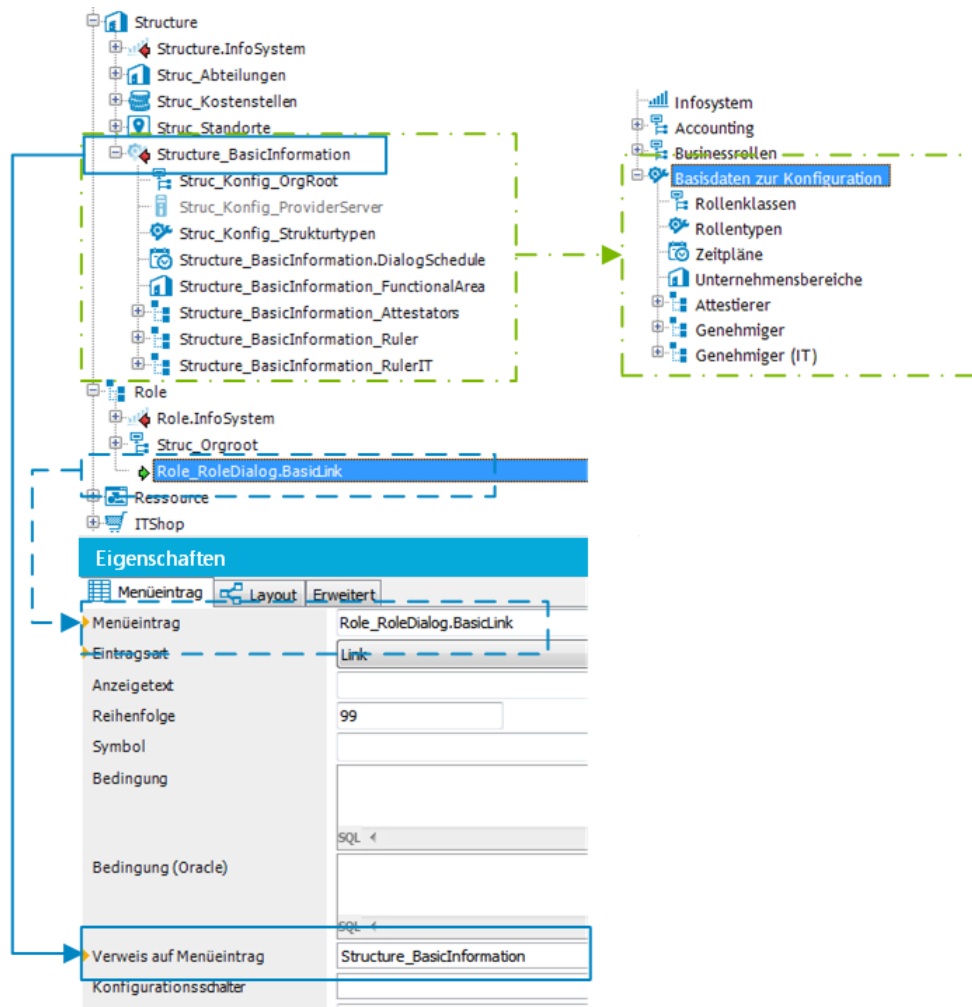 Structure
Structure.InfoSystem
Struc_Abteilungen
Struc_Kostenstellen
Struc_Standorte
Structure_BasicInformation
Struc_Konfig_OrgRoot
Struc_Konfig_ProviderServer
Struc_Konfig_Strukturtypen
Structure_BasicInformation.DialogSchedule
Structure_BasicInformation_FunctionalArea
Structure_BasicInformation_Attestators
Structure_BasicInformation_Ruler
Structure_BasicInformation_RulerIT
Role
Role.InfoSystem
Struc_Orgroot
Role_RoleDialog.BasicLink
Ressource
ITShop
Infosystem
Accounting
Businessrollen
Basisdaten zur Konfiguration
Rollenklassen
Rollentypen
Zeitpläne
Unternehmensbereiche
Attestierer
Genehmiger
Genehmiger (IT)
Eigenschaften
Menüeintrag Layout Erweitert
Menüeintrag Role_RoleDialog.BasicLink
Eintragsart Link
Anzeigetext
Reihenfolge 99
Symbol
Bedingung
SQL
Bedingung (Oracle)
SQL
Verweis auf Menüeintrag Structure_BasicInformation
Konfigurationsschalter